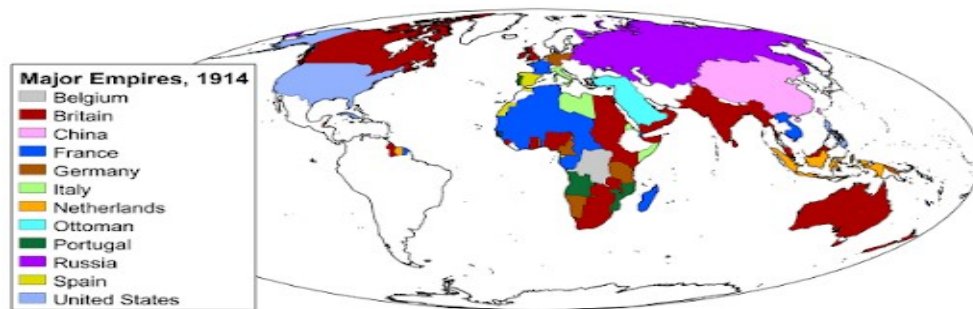 Major Empires, 1914
Belgium
Britain
China
France
Germany
Italy
Netherlands
Ottoman
Portugal
Russia
Spain
United States